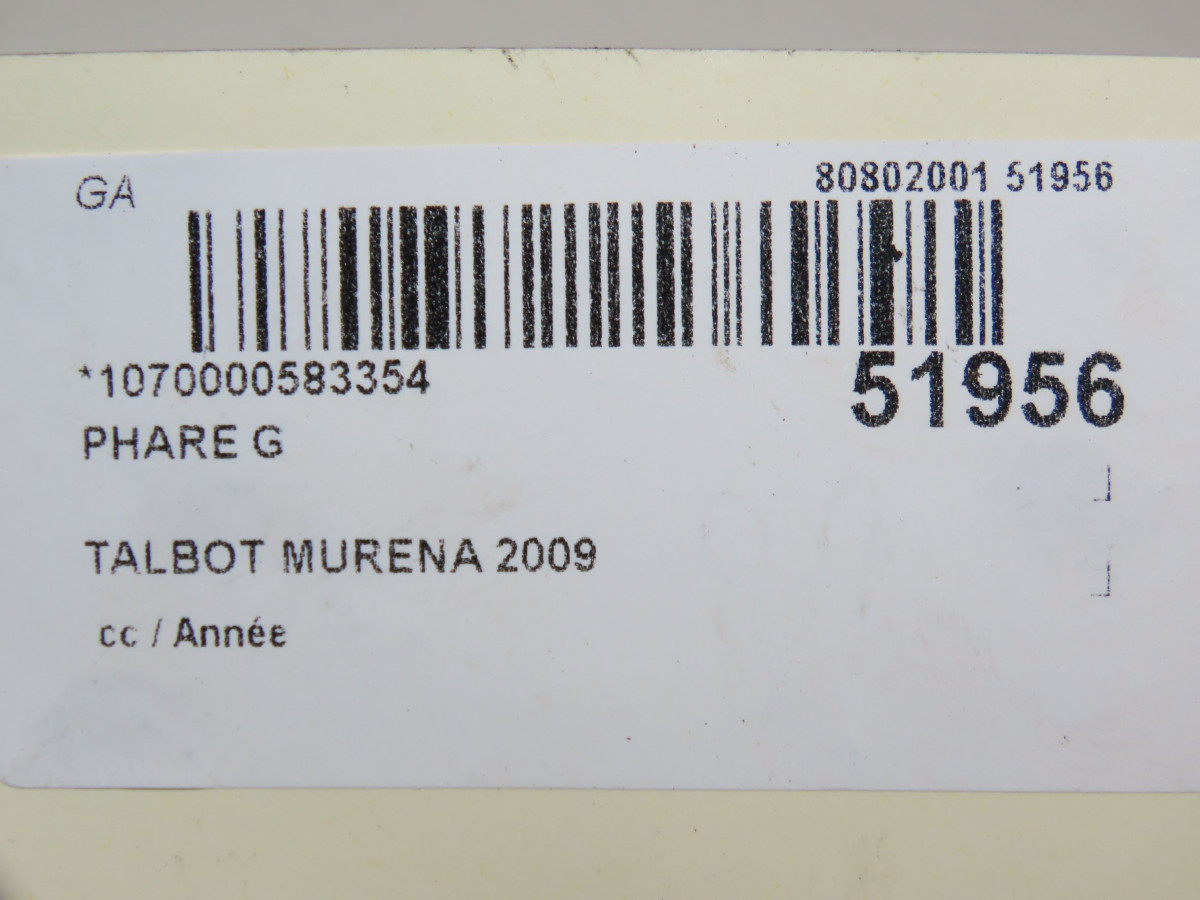 GA
80802001 51956
*1070000583354
51956
PHARE G
TALBOT MURENA 2009
cc / Année